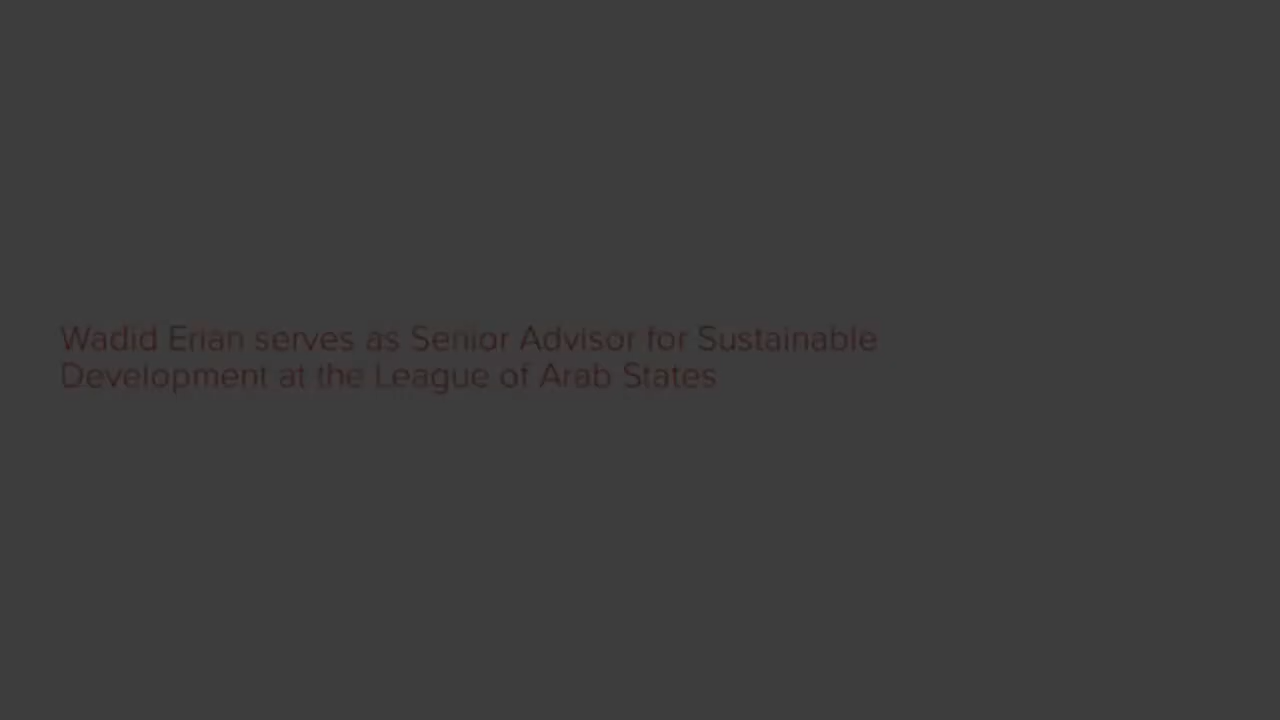 Wadid Erian serves as Senior Advisor for Sustainable
Development at the League of Arab States